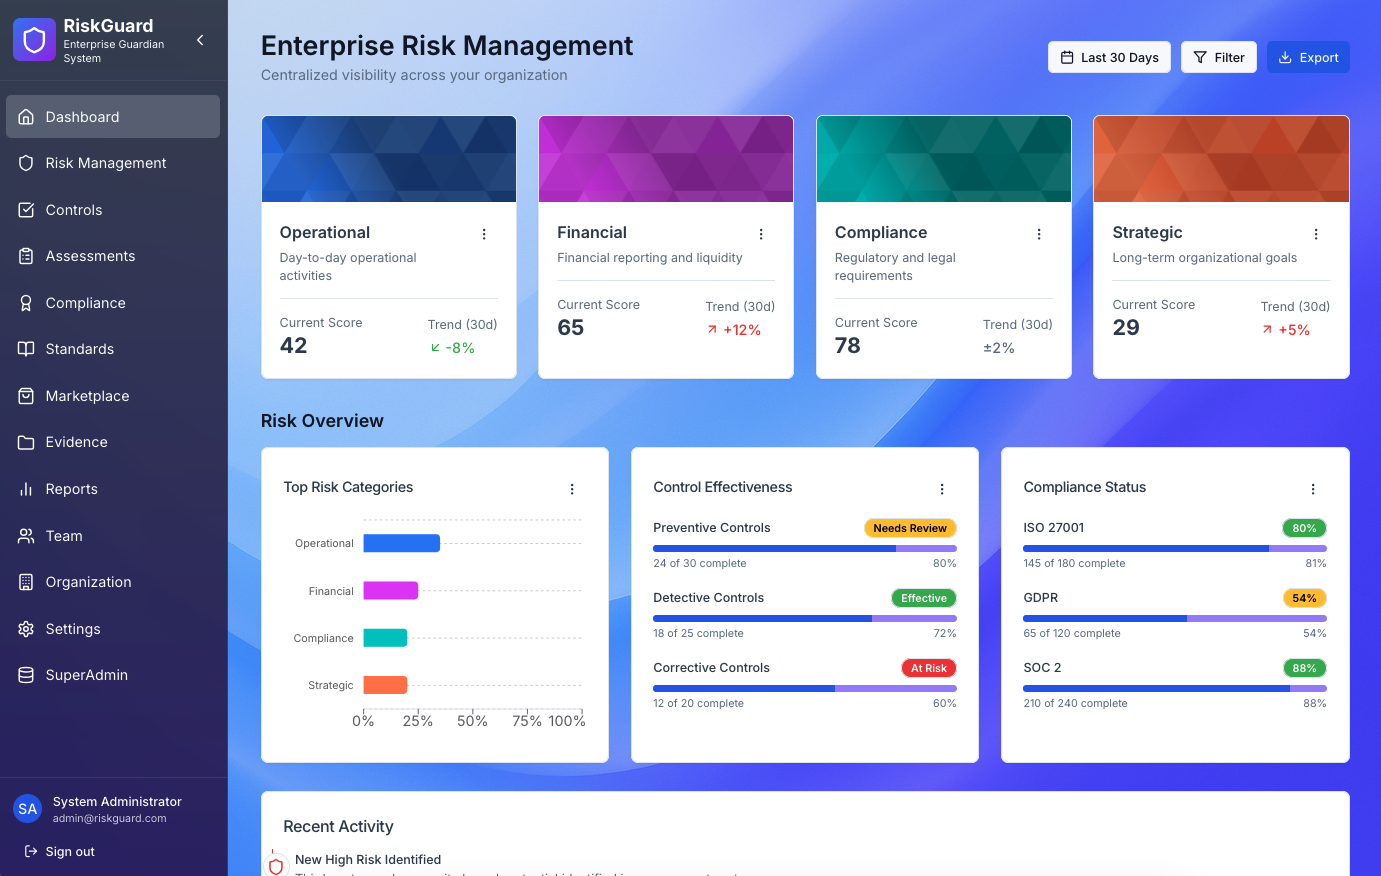 RiskGuard
Enterprise Guardian
System
Dashboard
Risk Management
Controls
Assessments
Compliance
Standards
Marketplace
Evidence
Reports
Team
Organization
Settings
SuperAdmin
SA
System Administrator
admin@riskguard.com
Sign out
Enterprise Risk Management
Centralized visibility across your organization
Last 30 Days
Filter
Export
Operational
Day-to-day operational
activities
Current Score
42
Trend (30d)
-8%
Financial
Financial reporting and liquidity
Current Score
65
Trend (30d)
+12%
Compliance
Regulatory and legal
requirements
Current Score
78
Trend (30d)
±2%
Strategic
Long-term organizational goals
Current Score
29
Trend (30d)
+5%
Risk Overview
Top Risk Categories
Operational
Financial
Compliance
Strategic
0% 25% 50% 75% 100%
Control Effectiveness
Preventive Controls Needs Review
24 of 30 complete 80%
Detective Controls Effective
18 of 25 complete 72%
Corrective Controls At Risk
12 of 20 complete 60%
Compliance Status
ISO 27001 80%
145 of 180 complete 81%
GDPR 54%
65 of 120 complete 54%
SOC 2 88%
210 of 240 complete 88%
Recent Activity
New High Risk Identified